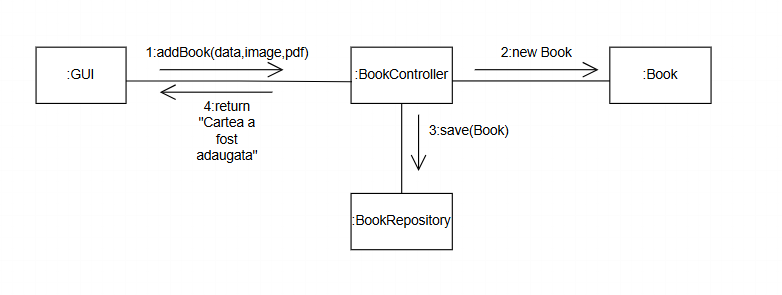 1:addBook(data,image,pdf)
2:new Book
:GUI
:BookController
:Book
4:return
"Cartea a
fost
adaugata"
3:save(Book)
:BookRepository